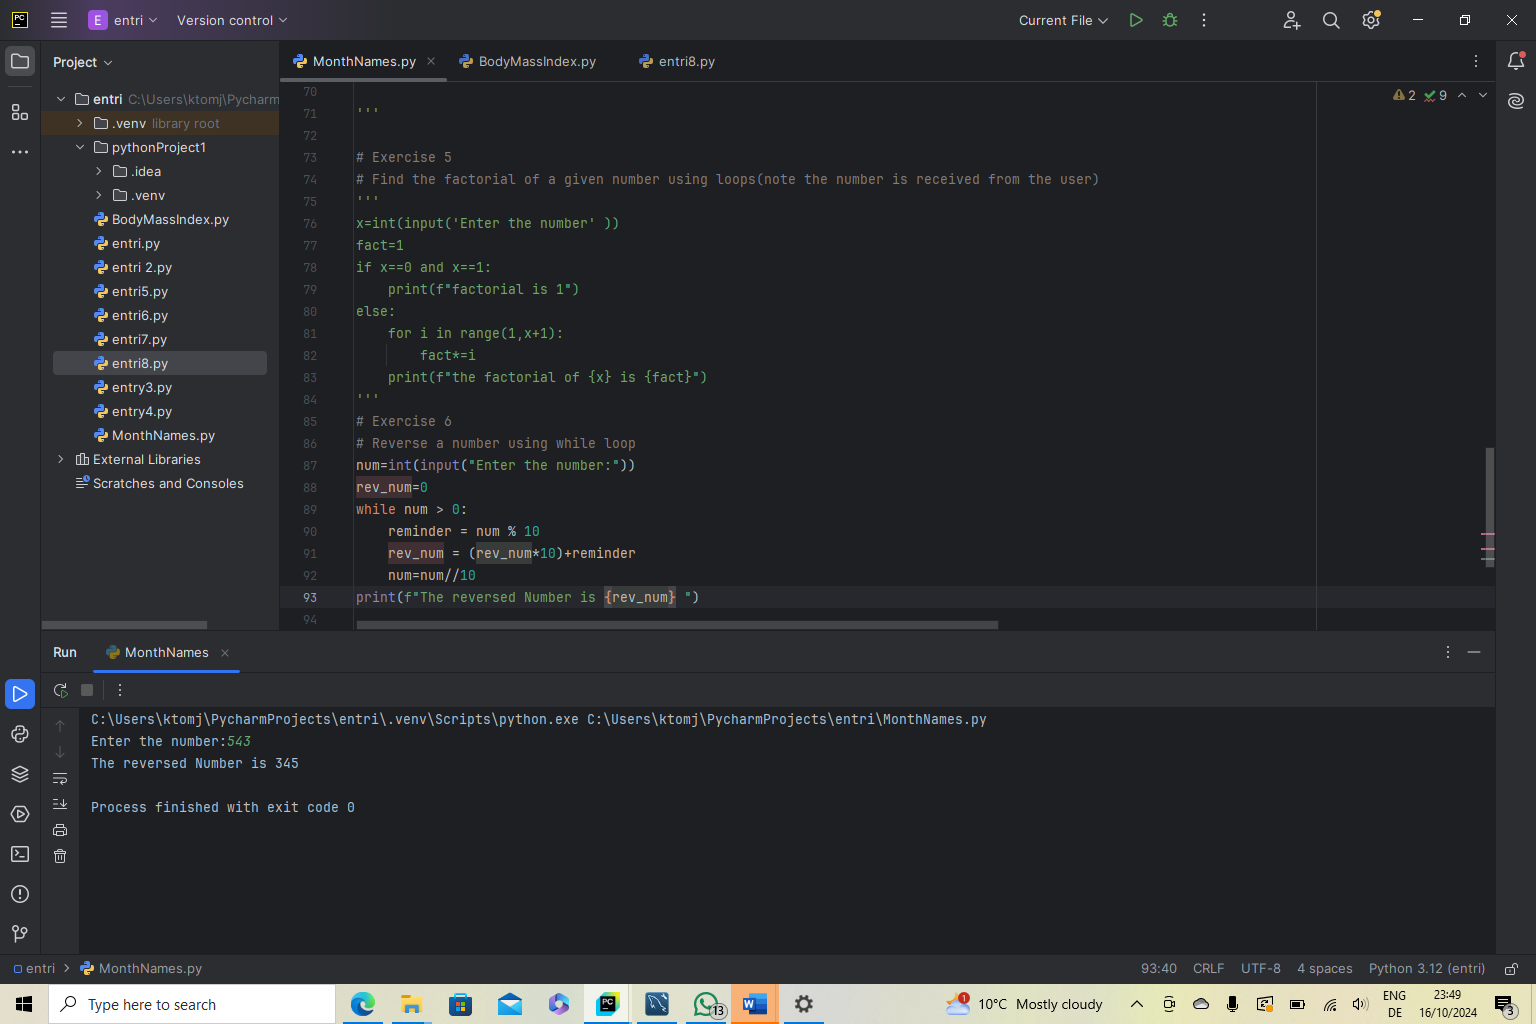 PC
E entri
Version control
Current File
Project
MonthNames.py
BodyMassIndex.py
entri8.py
entri C:\Users\ktomj\Pycharm
.venv library root
pythonProject1
.idea
.venv
BodyMassIndex.py
entri.py
entri 2.py
entri5.py
entri6.py
entri7.py
entri8.py
entry3.py
entry4.py
MonthNames.py
External Libraries
Scratches and Consoles
2 9
70
71 '''
72
73 # Exercise 5
74 # Find the factorial of a given number using loops(note the number is received from the user)
75 '''
76 x=int(input('Enter the number' ))
77 fact=1
78 if x==0 and x==1:
79     print(f"factorial is 1")
80 else:
81     for i in range(1,x+1):
82         fact*=i
83     print(f"the factorial of {x} is {fact}")
84 '''
85 # Exercise 6
86 # Reverse a number using while loop
87 num=int(input("Enter the number:"))
88 rev_num=0
89 while num > 0:
90     reminder = num % 10
91     rev_num = (rev_num*10)+reminder
92     num=num//10
93 print(f"The reversed Number is {rev_num} ")
94
Run MonthNames
C:\Users\ktomj\PycharmProjects\entri\.venv\Scripts\python.exe C:\Users\ktomj\PycharmProjects\entri\MonthNames.py
Enter the number:543
The reversed Number is 345
Process finished with exit code 0
entri MonthNames.py
93:40 CRLF UTF-8 4 spaces Python 3.12 (entri)
Type here to search
PC
13
W
1
10°C Mostly cloudy
ENG
DE
23:49
16/10/2024
3